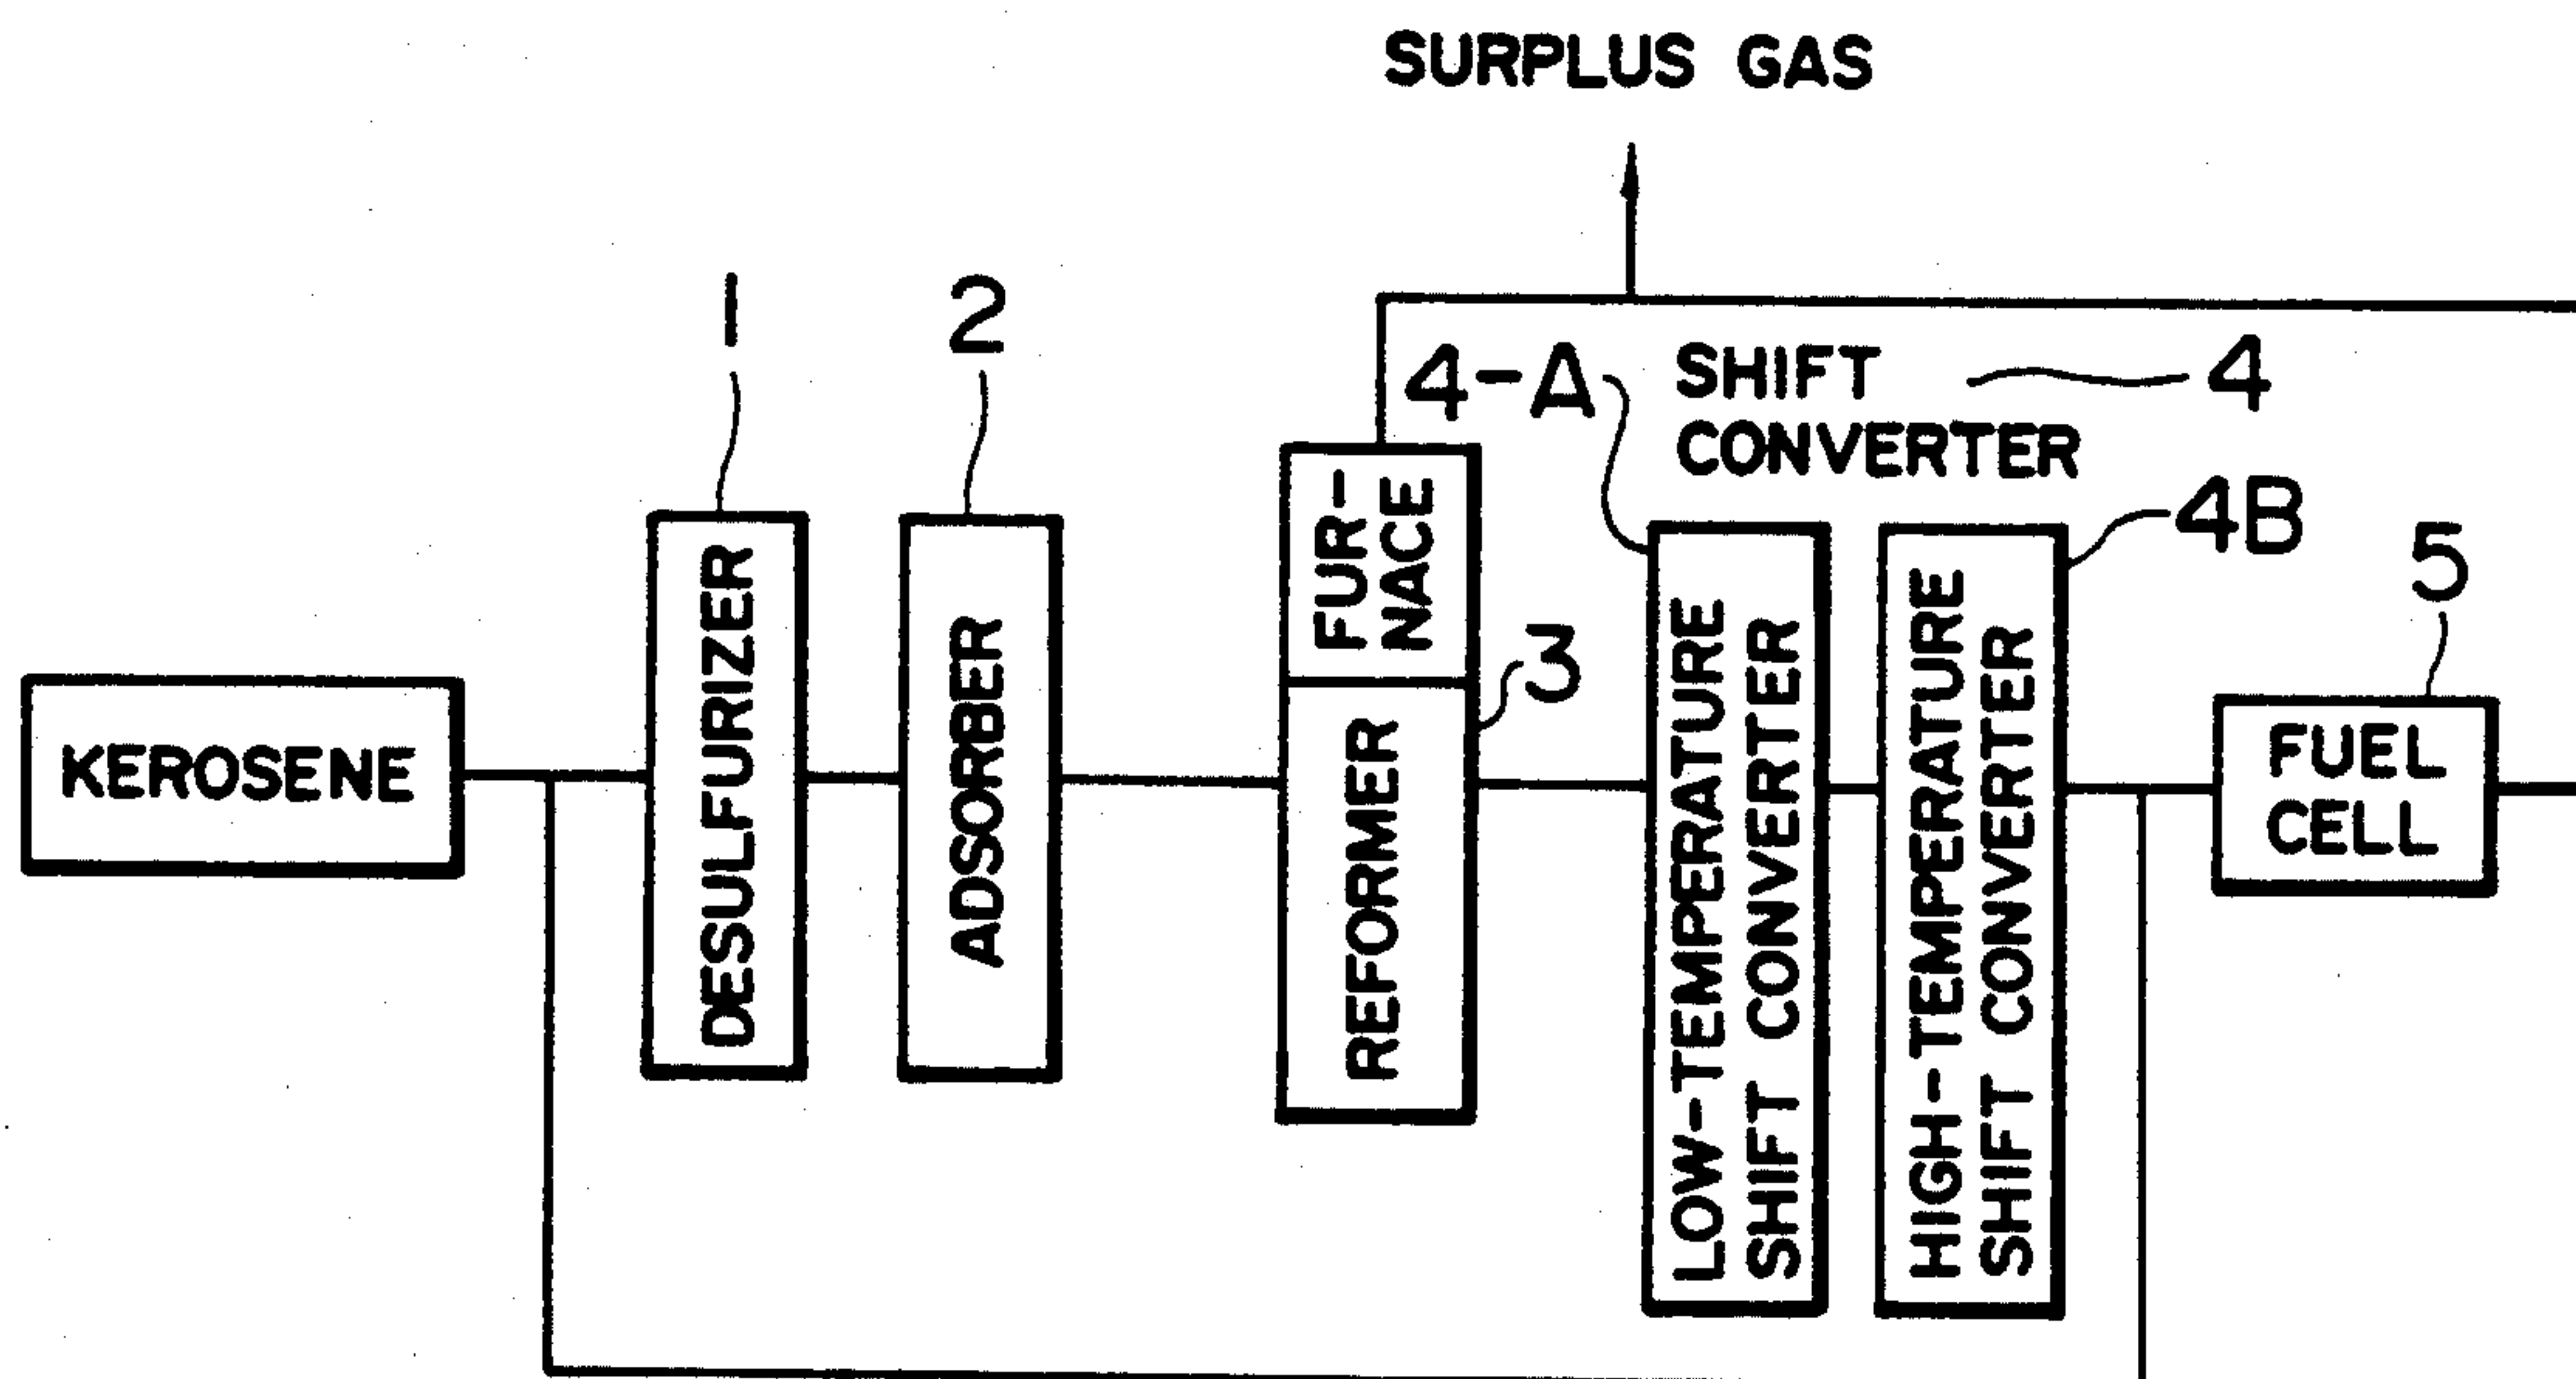 SURPLUS GAS
1
2
4-A
SHIFT
CONVERTER
4
4B
5
3
KEROSENE
DESULFURIZER
ADSORBER
FUR-
NACE
REFORMER
LOW-TEMPERATURE
SHIFT CONVERTER
HIGH-TEMPERATURE
SHIFT CONVERTER
FUEL
CELL